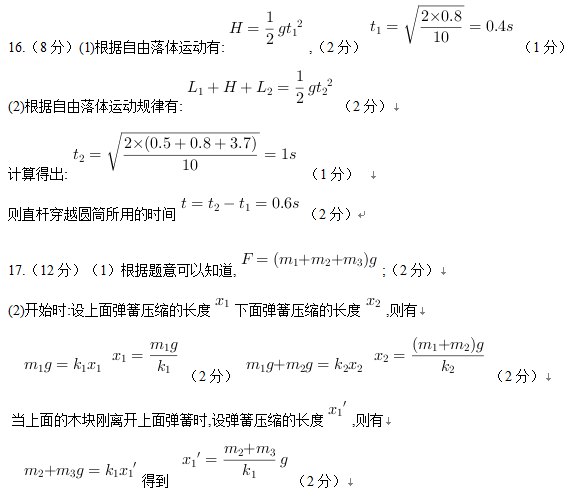 16.（8 分）(1)根据自由落体运动有: H = \frac{1}{2} gt_1^2 ,（2 分） t_1 = \sqrt{\frac{2×0.8}{10}} = 0.4s （1 分）
(2)根据自由落体运动规律有: L_1 + H + L_2 = \frac{1}{2} gt_2^2 （2 分）↓
计算得出: t_2 = \sqrt{\frac{2×(0.5 + 0.8 + 3.7)}{10}} = 1s （1 分） ↓
则直杆穿越圆筒所用的时间 t = t_2 − t_1 = 0.6s （2 分）↵
17.（12 分）（1）根据题意可以知道, F = (m_1+m_2+m_3)g ;（2 分）↓
(2)开始时:设上面弹簧压缩的长度 x_1 下面弹簧压缩的长度 x_2 ,则有↓
m_1g = k_1x_1 x_1 = \frac{m_1g}{k_1} （2 分） m_1g+m_2g = k_2x_2 x_2 = \frac{(m_1+m_2)g}{k_2} （2 分）↓
当上面的木块刚离开上面弹簧时,设弹簧压缩的长度 x_1′ ,则有↓
m_2+m_3g = k_1x_1′ 得到 x_1′ = \frac{m_2+m_3}{k_1} g （2 分）↓